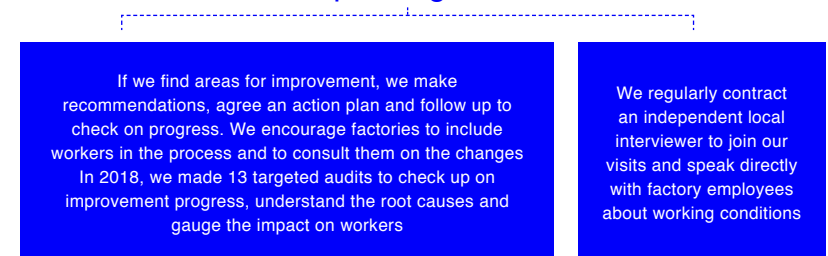 If we find areas for improvement, we make
recommendations, agree an action plan and follow up to
check on progress. We encourage factories to include
workers in the process and to consult them on the changes
In 2018, we made 13 targeted audits to check up on
improvement progress, understand the root causes and
gauge the impact on workers
We regularly contract
an independent local
interviewer to join our
visits and speak directly
with factory employees
about working conditions